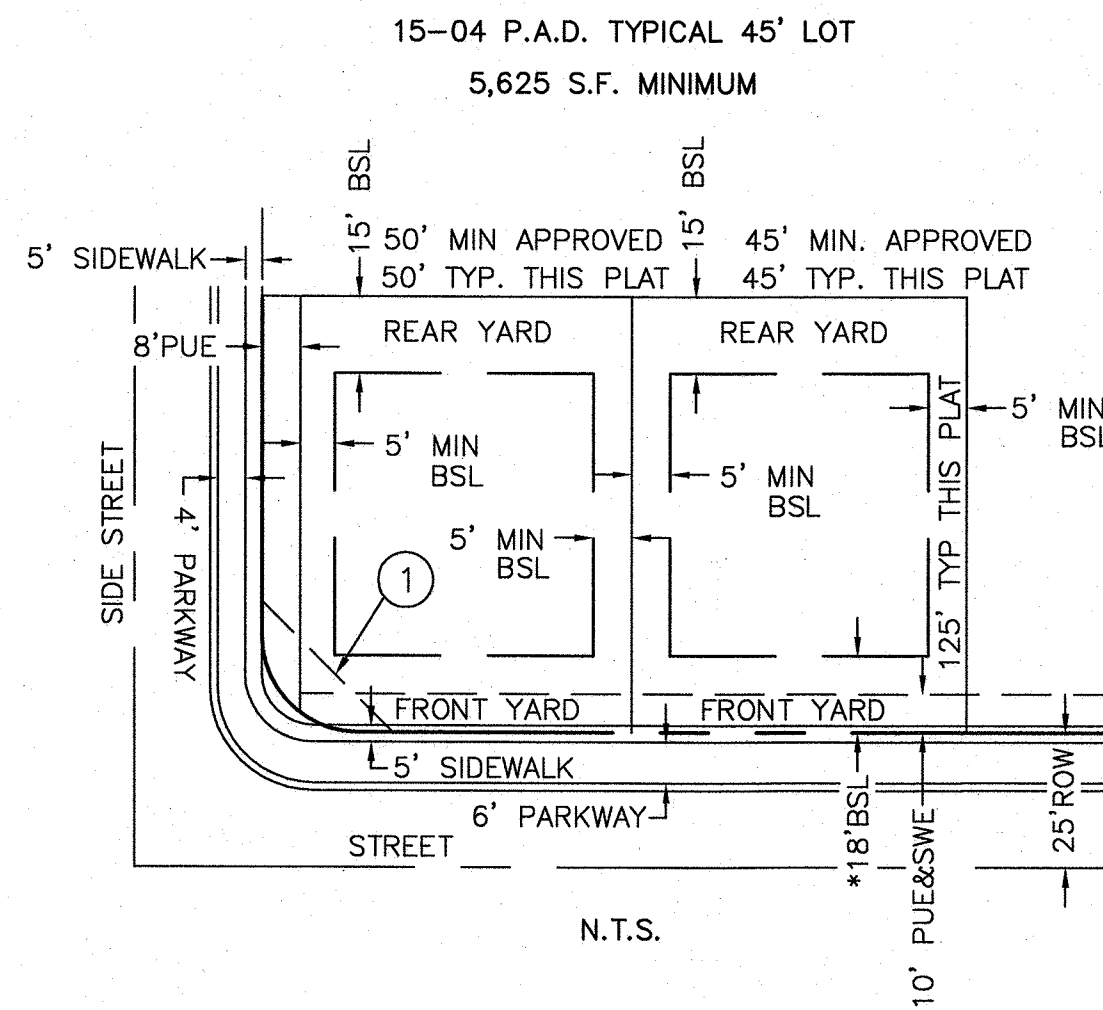 15-04 P.A.D. TYPICAL 45' LOT
5,625 S.F. MINIMUM
15' BSL
15' BSL
50' MIN APPROVED
45' MIN. APPROVED
5' SIDEWALK
50' TYP. THIS PLAT
45' TYP. THIS PLAT
8'PUE
REAR YARD
REAR YARD
5' MIN
BSL
5' MIN
BSL
5' MIN
BSL
5' MIN
BSL
125' TYP THIS PLAT
SIDE STREET
4' PARKWAY
1
FRONT YARD
FRONT YARD
5' SIDEWALK
6' PARKWAY
STREET
*18'BSL
10' PUE&SWE
25'ROW
N.T.S.